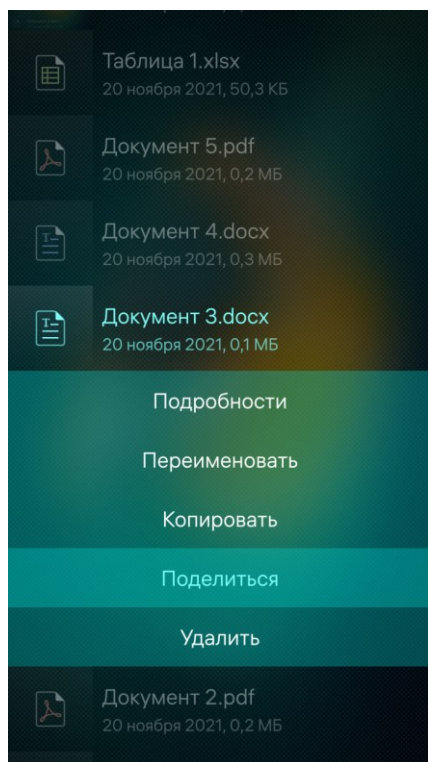 Таблица 1.xlsx
20 ноября 2021, 50,3 КБ
Документ 5.pdf
20 ноября 2021, 0,2 МБ
Документ 4.docx
20 ноября 2021, 0,3 МБ
Документ 3.docx
20 ноября 2021, 0,1 МБ
Подробности
Переименовать
Копировать
Поделиться
Удалить
Документ 2.pdf
20 ноября 2021, 0,2 МБ